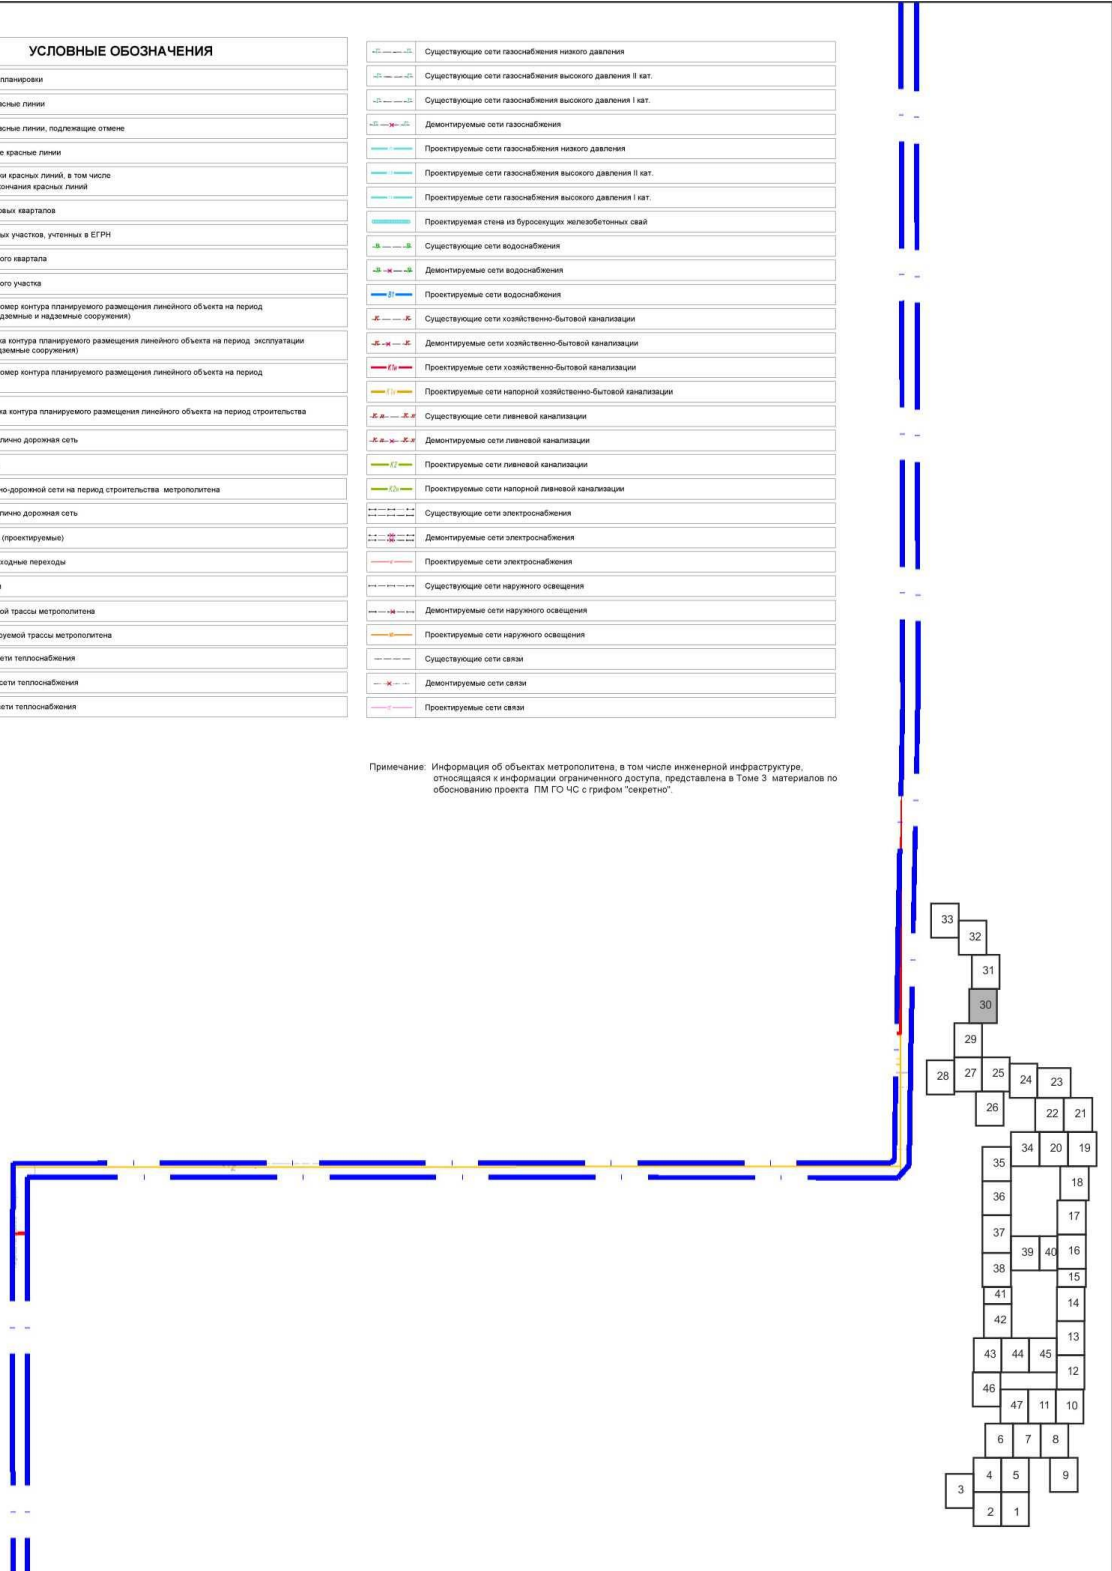 УСЛОВНЫЕ ОБОЗНАЧЕНИЯ
планировки
асные линии
асные линии, подлежащие отмене
е красные линии
ки красных линий, в том числе
кончания красных линий
овых кварталов
ых участков, учтенных в ЕГРН
ого квартала
ого участка
омер контура планируемого размещения линейного объекта на период
дземные и надземные сооружения)
ка контура планируемого размещения линейного объекта на период эксплуатации
дземные сооружения)
омер контура планируемого размещения линейного объекта на период
ка контура планируемого размещения линейного объекта на период строительства
лично дорожная сеть
но-дорожной сети на период строительства метрополитена
лично дорожная сеть
(проектируемые)
ходные переходы
ой трассы метрополитена
руемой трассы метрополитена
ети теплоснабжения
сети теплоснабжения
сети теплоснабжения
Существующие сети газоснабжения низкого давления
Существующие сети газоснабжения высокого давления II кат.
Существующие сети газоснабжения высокого давления I кат.
Демонтируемые сети газоснабжения
Проектируемые сети газоснабжения низкого давления
Проектируемые сети газоснабжения высокого давления II кат.
Проектируемые сети газоснабжения высокого давления I кат.
Проектируемая стена из буросекущих железобетонных свай
Существующие сети водоснабжения
Демонтируемые сети водоснабжения
В1 Проектируемые сети водоснабжения
К К Существующие сети хозяйственно-бытовой канализации
К К Демонтируемые сети хозяйственно-бытовой канализации
Проектируемые сети хозяйственно-бытовой канализации
Проектируемые сети напорной хозяйственно-бытовой канализации
Существующие сети ливневой канализации
Демонтируемые сети ливневой канализации
К2 Проектируемые сети ливневой канализации
Проектируемые сети напорной ливневой канализации
Существующие сети электроснабжения
Демонтируемые сети электроснабжения
Проектируемые сети электроснабжения
Существующие сети наружного освещения
Демонтируемые сети наружного освещения
Проектируемые сети наружного освещения
Существующие сети связи
Демонтируемые сети связи
Проектируемые сети связи
Примечание: Информация об объектах метрополитена, в том числе инженерной инфраструктуре,
относящаяся к информации ограниченного доступа, представлена в Томе 3 материалов по
обоснованию проекта ПМ ГО ЧС с грифом "секретно".
33
32
31
30
29
28 27 25 24 23
26 22 21
35 34 20 19
36 18
37 17
38 39 40 16
15
41 14
42 13
43 44 45 12
46
47 11 10
6 7 8
3 4 5 9
2 1